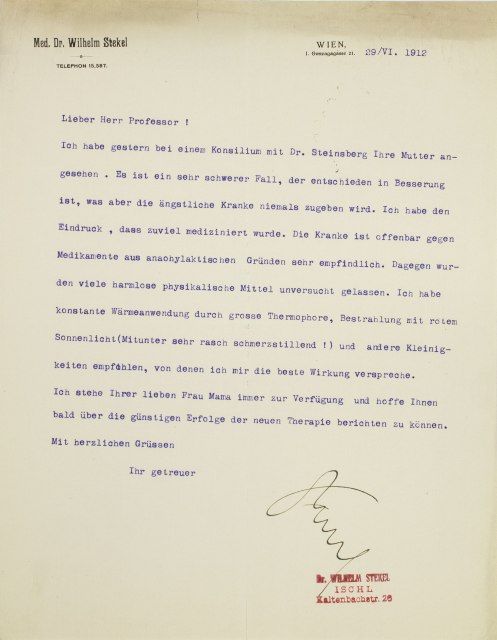 Med. Dr. Wilhelm Stekel
TELEPHON 15.387.
WIEN,
I. Gonzagagasse 21.
29/VI. 1912
Lieber Herr Professor !
Ich habe gestern bei einem Konsilium mit Dr. Steinsberg Ihre Mutter an-
gesehen . Es ist ein sehr schwerer Fall, der entschieden in Besserung
ist, was aber die ängstliche Kranke niemals zugeben wird. Ich habe den
Eindruck , dass zuviel mediziniert wurde. Die Kranke ist offenbar gegen
Medikamente aus anaohylaktischen Gründen sehr empfindlich. Dagegen wur-
den viele harmlose physikalische Mittel unversucht gelassen. Ich habe
konstante Wärmeanwendung durch grosse Thermophore, Bestrahlung mit rotem
Sonnenlicht(Mitunter sehr rasch schmerzstillend !) und andere Kleinig-
keiten empfohlen, von denen ich mir die beste Wirkung verspreche.
Ich stehe Ihrer lieben Frau Mama immer zur Verfügung und hoffe Ihnen
bald über die günstigen Erfolge der neuen Therapie berichten zu können.
Mit herzlichen Grüssen
Ihr getreuer
Dr. WILHELM STEKEL
ISCHL
Kaltenbachstr. 26